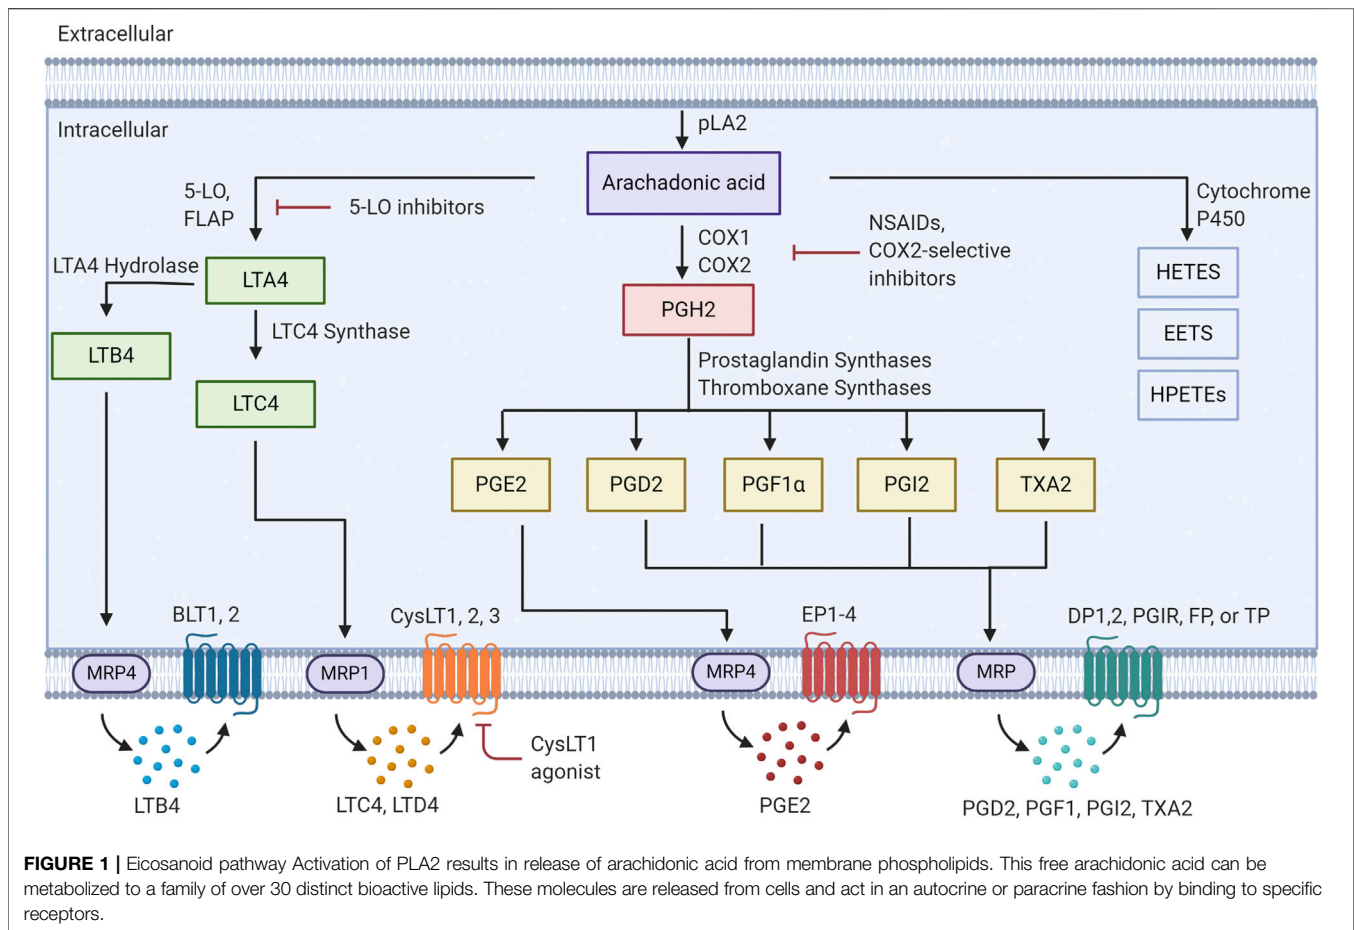 Extracellular
Intracellular
pLA2
Arachadonic acid
5-LO,
FLAP
5-LO inhibitors
COX1
COX2
NSAIDs,
COX2-selective
inhibitors
Cytochrome
P450
LTA4 Hydrolase
LTA4
LTC4 Synthase
LTB4
LTC4
PGH2
HETES
EETS
HPETEs
Prostaglandin Synthases
Thromboxane Synthases
PGE2
PGD2
PGF1α
PGI2
TXA2
BLT1, 2
CysLT1, 2, 3
EP1-4
DP1,2, PGIR, FP, or TP
MRP4
MRP1
MRP4
MRP
CysLT1
agonist
LTB4
LTC4, LTD4
PGE2
PGD2, PGF1, PGI2, TXA2
FIGURE 1 | Eicosanoid pathway Activation of PLA2 results in release of arachidonic acid from membrane phospholipids. This free arachidonic acid can be
metabolized to a family of over 30 distinct bioactive lipids. These molecules are released from cells and act in an autocrine or paracrine fashion by binding to specific
receptors.